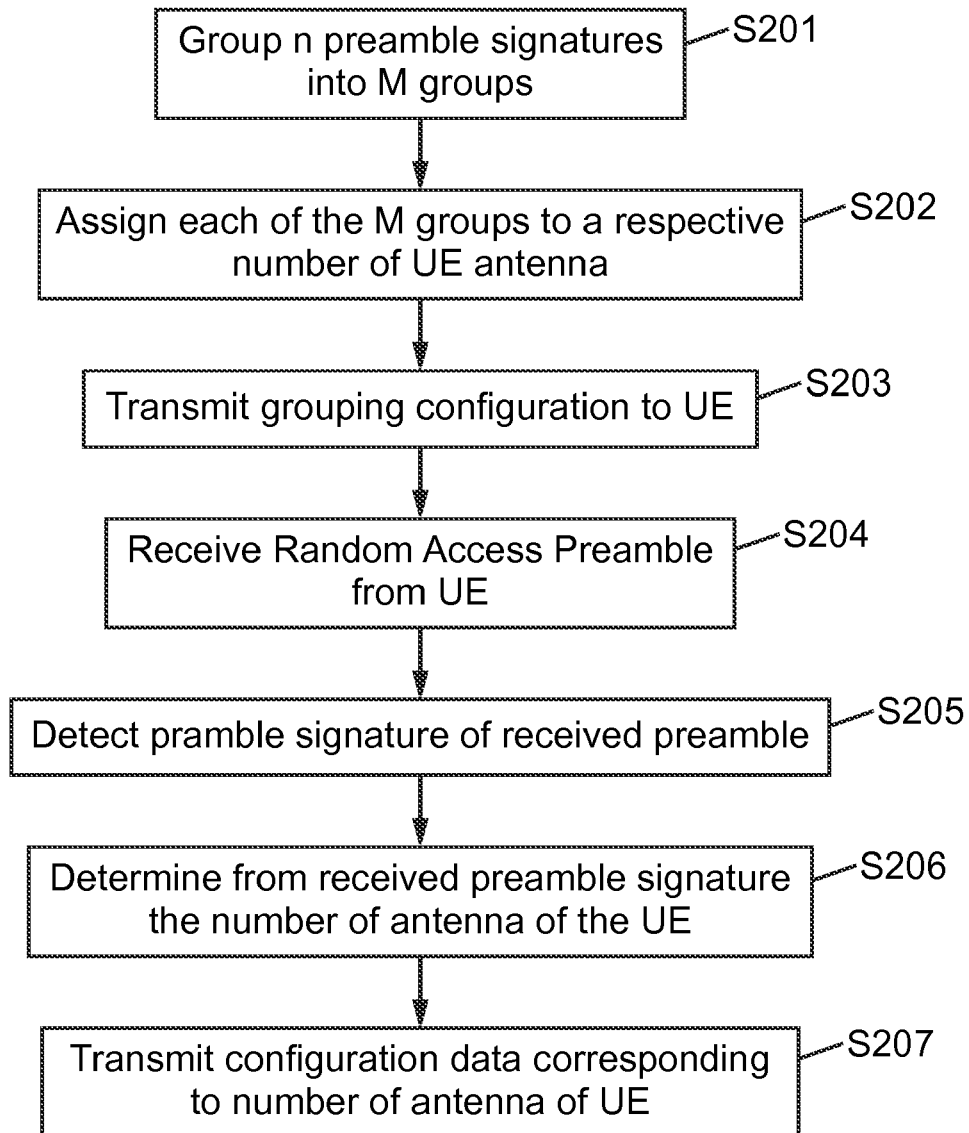 Group n preamble signatures
into M groups
S201
Assign each of the M groups to a respective
number of UE antenna
S202
Transmit grouping configuration to UE
S203
Receive Random Access Preamble
from UE
S204
Detect pramble signature of received preamble
S205
Determine from received preamble signature
the number of antenna of the UE
S206
Transmit configuration data corresponding
to number of antenna of UE
S207